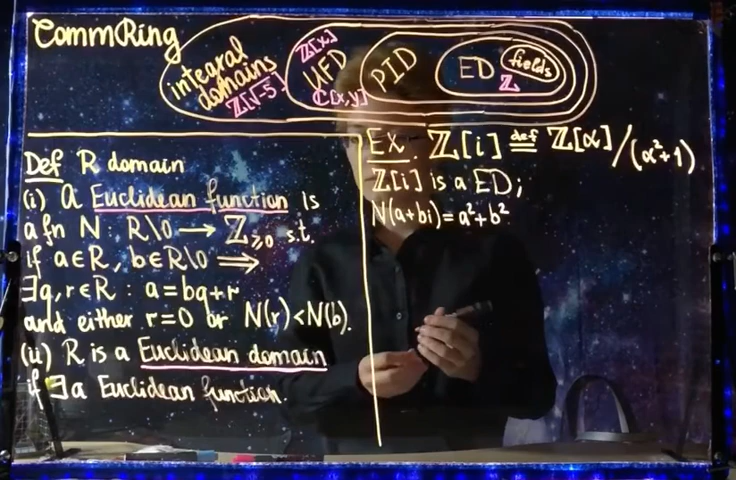 CommRing
integral
domains
ℤ[√-5]
ℤ[x]
UFD
ℂ[x,y]
PID
ED
fields
ℤ
Def R domain
(i) A Euclidean function is
a fn N: R\0 → ℤ≥0 s.t.
if a∈R, b∈R\0 ⟹
∃q,r∈R : a=bq+r
and either r=0 or N(r)<N(b).
(ii) R is a Euclidean domain
if ∃ a Euclidean function.
Ex. ℤ[i] ≝ ℤ[α]/(α²+1)
ℤ[i] is a ED;
N(a+bi)=a²+b²